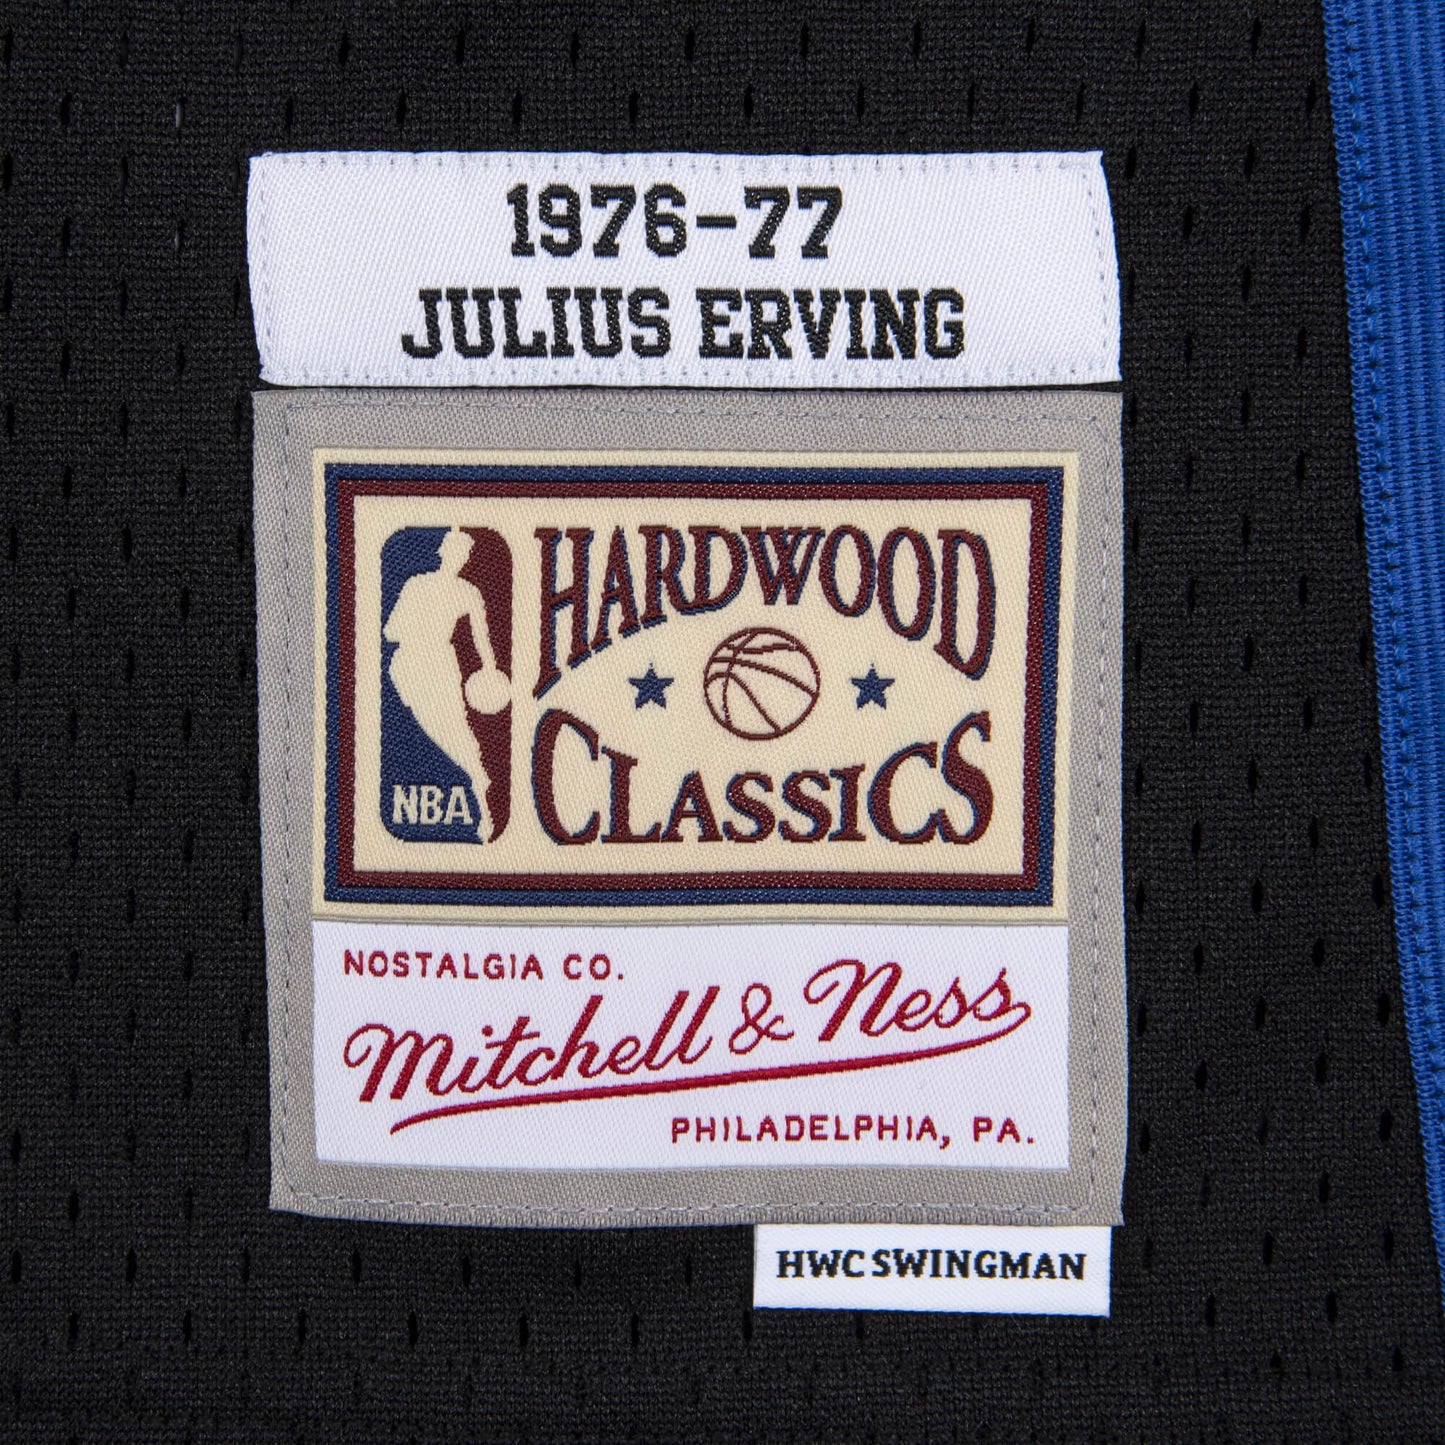 1976-77
JULIUS ERVING
HARDWOOD
CLASSICS
NBA
NOSTALGIA CO.
Mitchell & Ness
PHILADELPHIA, PA.
HWC SWINGMAN